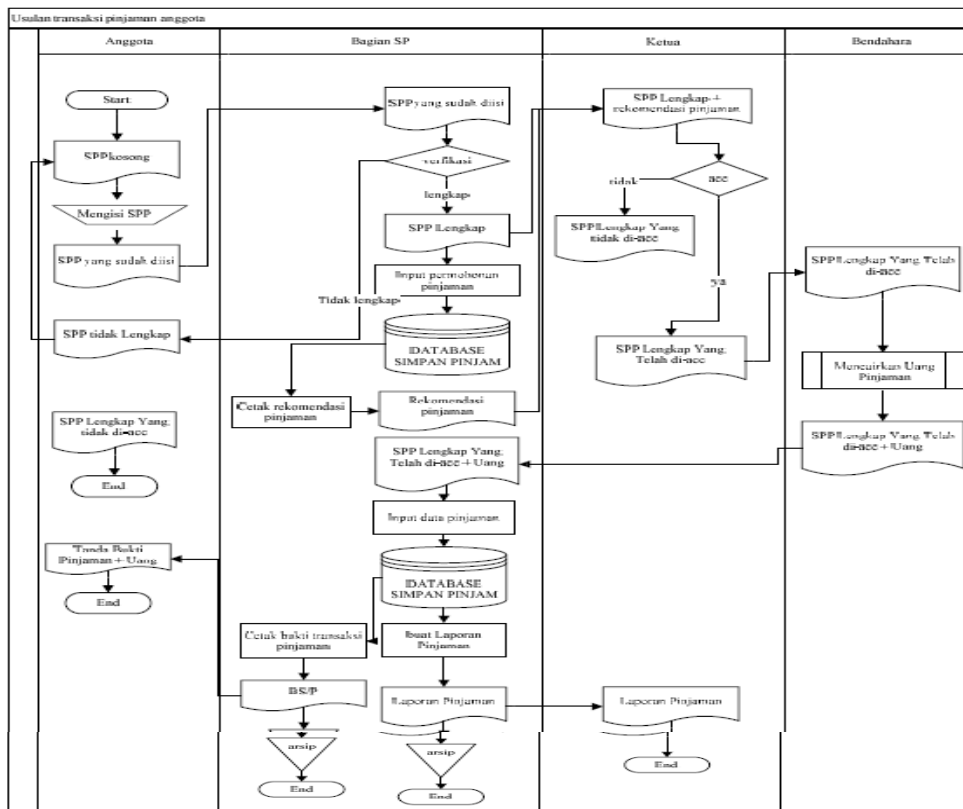 Usulan transaksi pinjaman anggota
Anggota
Bagian SP
Ketua
Bendahara
Start
SPP kosong
Mengisi SPP
SPP yang sudah diisi
SPP tidak Lengkap
SPP Lengkap Yang
tidak di-acc
End
Tanda Bukti
Pinjaman + Uang
End
SPP yang sudah diisi
verfikasi
lengkap
SPP Lengkap
Input permohonan
pinjaman
Tidak lengkap
DATABASE
SIMPAN PINJAM
Cetak rekomendasi
pinjaman
Rekomendasi
pinjaman
SPP Lengkap Yang
Telah di-acc + Uang
Input data pinjaman
DATABASE
SIMPAN PINJAM
Cetak bukti transaksi
pinjaman
buat Laporan
Pinjaman
BS/P
Laporan Pinjaman
arsip
arsip
End
End
SPP Lengkap +
rekomendasi pinjaman
acc
tidak
SPP Lengkap Yang
tidak di-acc
ya
SPP Lengkap Yang
Telah di-acc
Laporan Pinjaman
End
SPP Lengkap Yang Telah
di-acc
Mencairkan Uang
Pinjaman
SPP Lengkap Yang Telah
di-acc + Uang